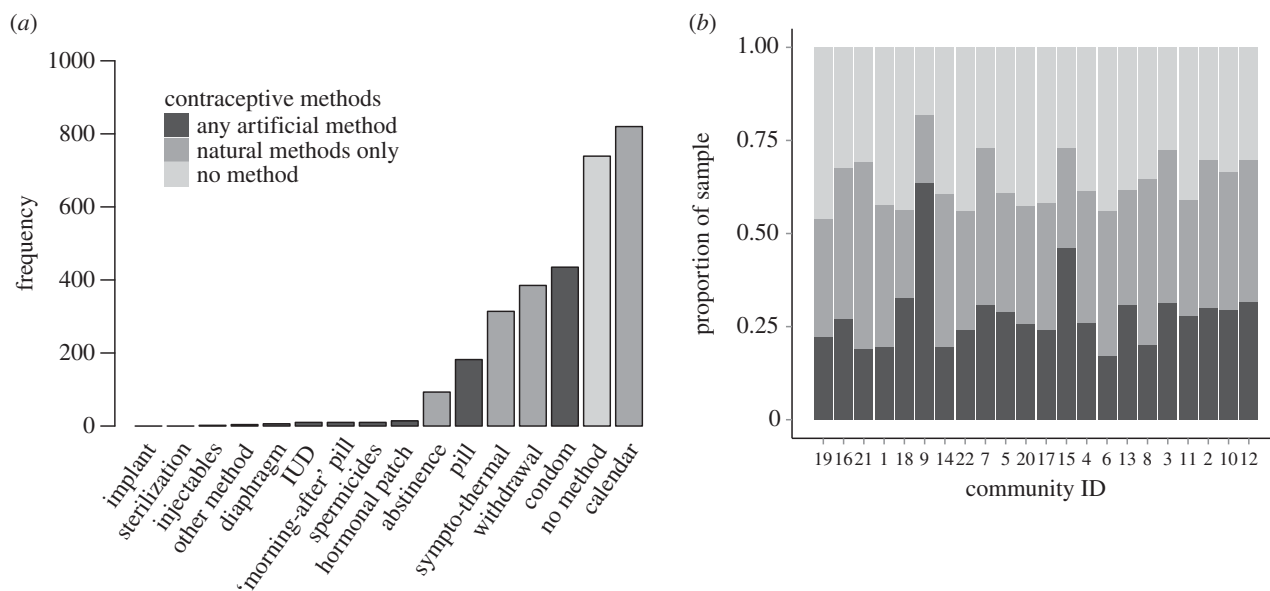 (a)
1000
800
600
400
200
0
frequency
contraceptive methods
any artificial method
natural methods only
no method
implant
sterilization
injectables
other method
diaphragm
IUD
‘morning-after’ pill
spermicides
hormonal patch
abstinence
pill
sympto-thermal
withdrawal
condom
no method
calendar
(b)
1.00
0.75
0.50
0.25
0
proportion of sample
19 16 21 1 18 9 14 22 7 5 20 17 15 4 6 13 8 3 11 2 10 12
community ID